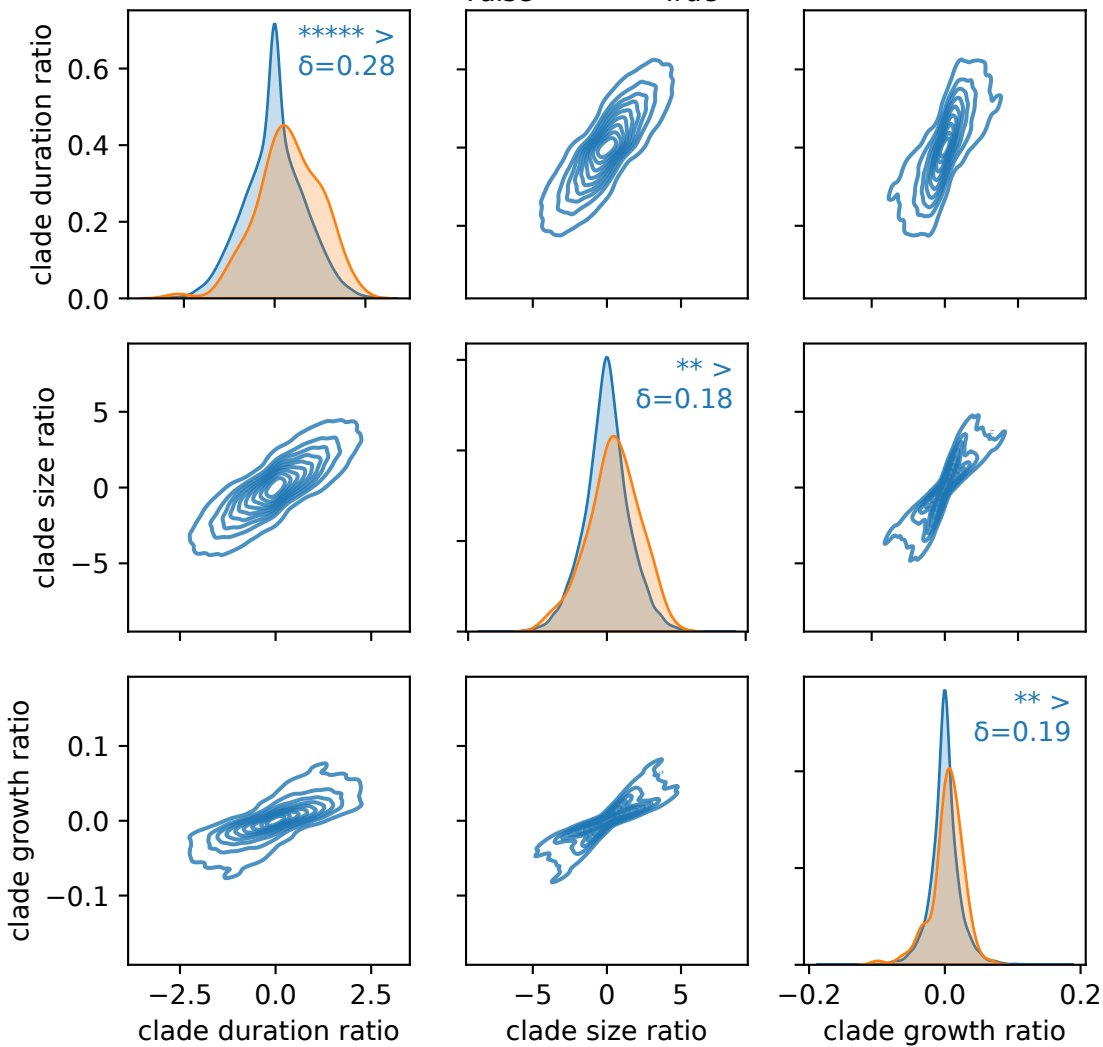 False True
clade duration ratio
0.6
0.4
0.2
0.0
***** >
δ=0.28
clade size ratio
5
0
−5
** >
δ=0.18
clade growth ratio
0.1
0.0
−0.1
** >
δ=0.19
−2.5 0.0 2.5
−5 0 5
−0.2 0.0 0.2
clade duration ratio
clade size ratio
clade growth ratio